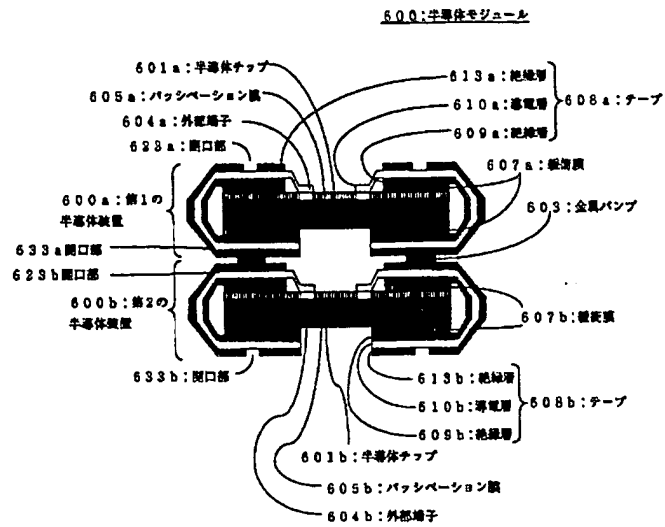 600:半導体モジュール
601a:半導体チップ
605a:パッシベーション膜
604a:外部端子
623a:開口部
600a:第1の
半導体装置
633a開口部
623b開口部
600b:第2の
半導体装置
633b:開口部
613a:絶縁層
610a:導電層
609a:絶縁層
608a:テープ
607a:緩衝膜
603:金属バンプ
607b:緩衝膜
613b:絶縁層
610b:導電層
609b:絶縁層
608b:テープ
601b:半導体チップ
605b:パッシベーション膜
604b:外部端子